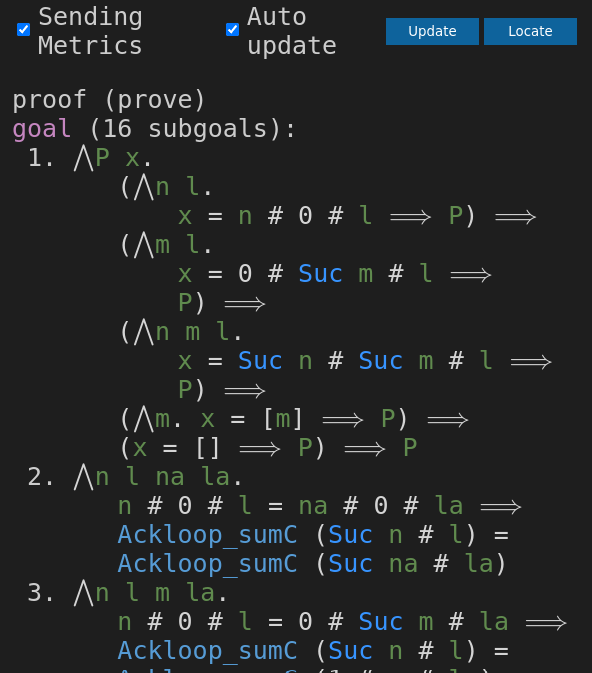 Sending Metrics Auto update Update Locate
proof (prove)
goal (16 subgoals):
1. ⋀P x.
(⋀n l.
x = n # 0 # l ⟹ P) ⟹
(⋀m l.
x = 0 # Suc m # l ⟹
P) ⟹
(⋀n m l.
x = Suc n # Suc m # l ⟹
P) ⟹
(⋀m. x = [m] ⟹ P) ⟹
(x = [] ⟹ P) ⟹ P
2. ⋀n l na la.
n # 0 # l = na # 0 # la ⟹
Ackloop_sumC (Suc n # l) =
Ackloop_sumC (Suc na # la)
3. ⋀n l m la.
n # 0 # l = 0 # Suc m # la ⟹
Ackloop_sumC (Suc n # l) =